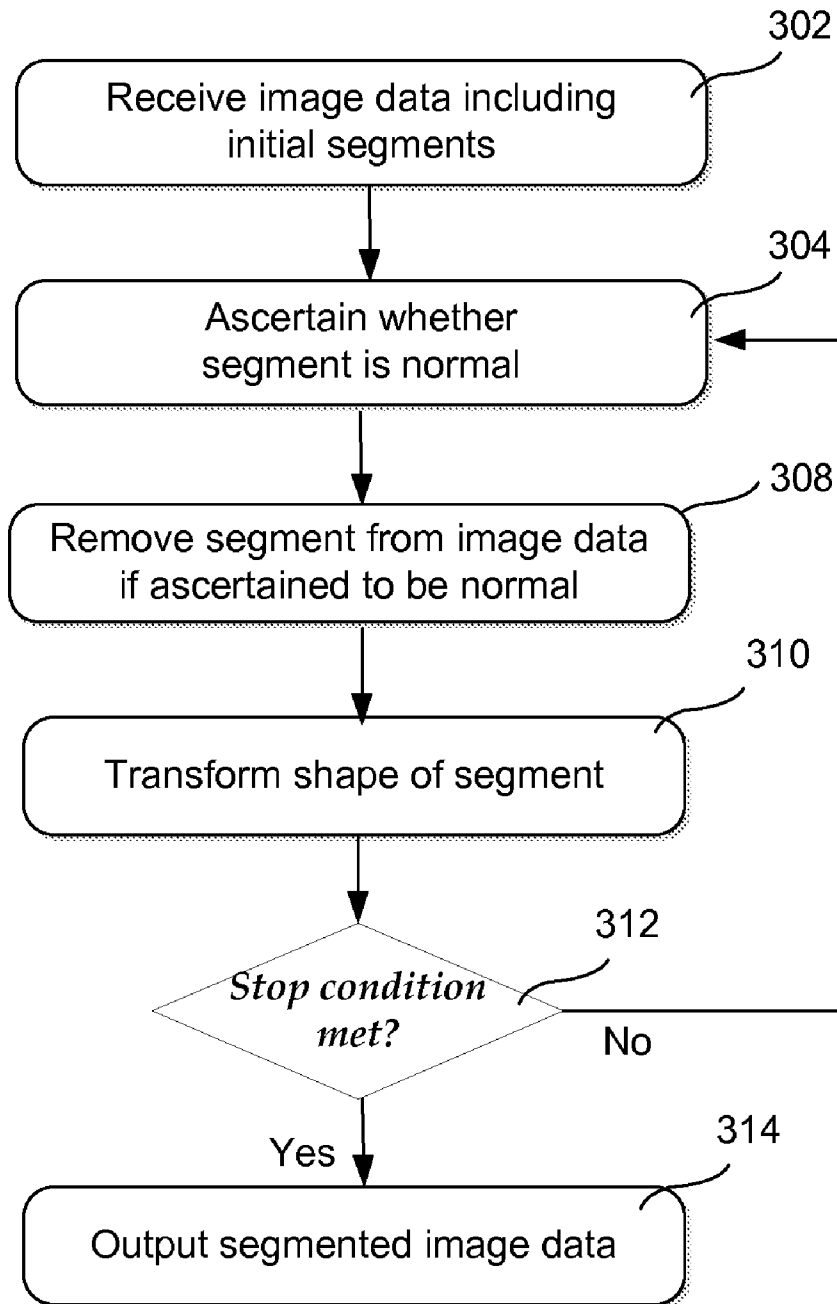 302
Receive image data including
initial segments
304
Ascertain whether
segment is normal
308
Remove segment from image data
if ascertained to be normal
310
Transform shape of segment
312
Stop condition
met?
No
Yes
314
Output segmented image data